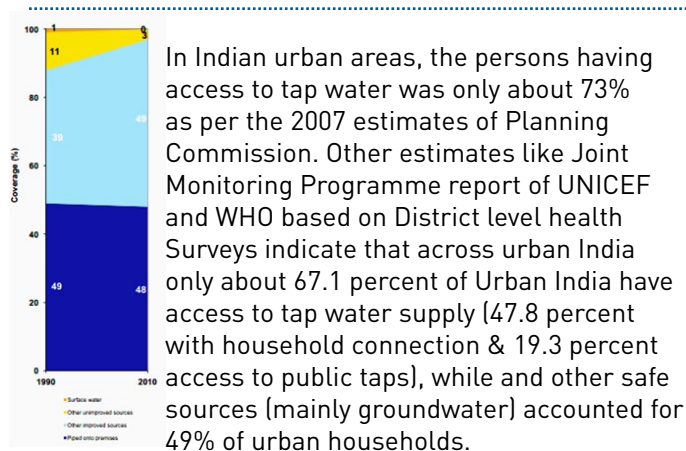 100
80
60
40
20
0
Coverage (%)
1
11
39
49
0
3
49
48
1990
2010
Surface water
Other unimproved sources
Other improved sources
Piped onto premises
In Indian urban areas, the persons having
access to tap water was only about 73%
as per the 2007 estimates of Planning
Commission. Other estimates like Joint
Monitoring Programme report of UNICEF
and WHO based on District level health
Surveys indicate that across urban India
only about 67.1 percent of Urban India have
access to tap water supply (47.8 percent
with household connection & 19.3 percent
access to public taps), while and other safe
sources (mainly groundwater) accounted for
49% of urban households.